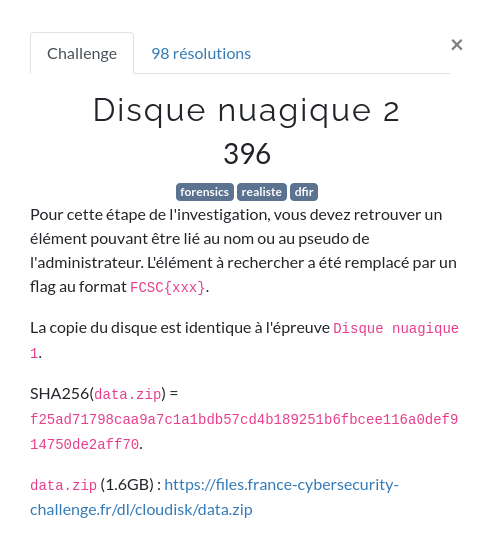 Challenge
98 résolutions
×
Disque nuagique 2
396
forensics realiste dfir
Pour cette étape de l'investigation, vous devez retrouver un
élément pouvant être lié au nom ou au pseudo de
l'administrateur. L'élément à rechercher a été remplacé par un
flag au format FCSC{xxx}.
La copie du disque est identique à l'épreuve Disque nuagique
1.
SHA256(data.zip) =
f25ad71798caa9a7c1a1bdb57cd4b189251b6fbcee116a0def9
14750de2aff70.
data.zip (1.6GB) : https://files.france-cybersecurity-
challenge.fr/dl/cloudisk/data.zip